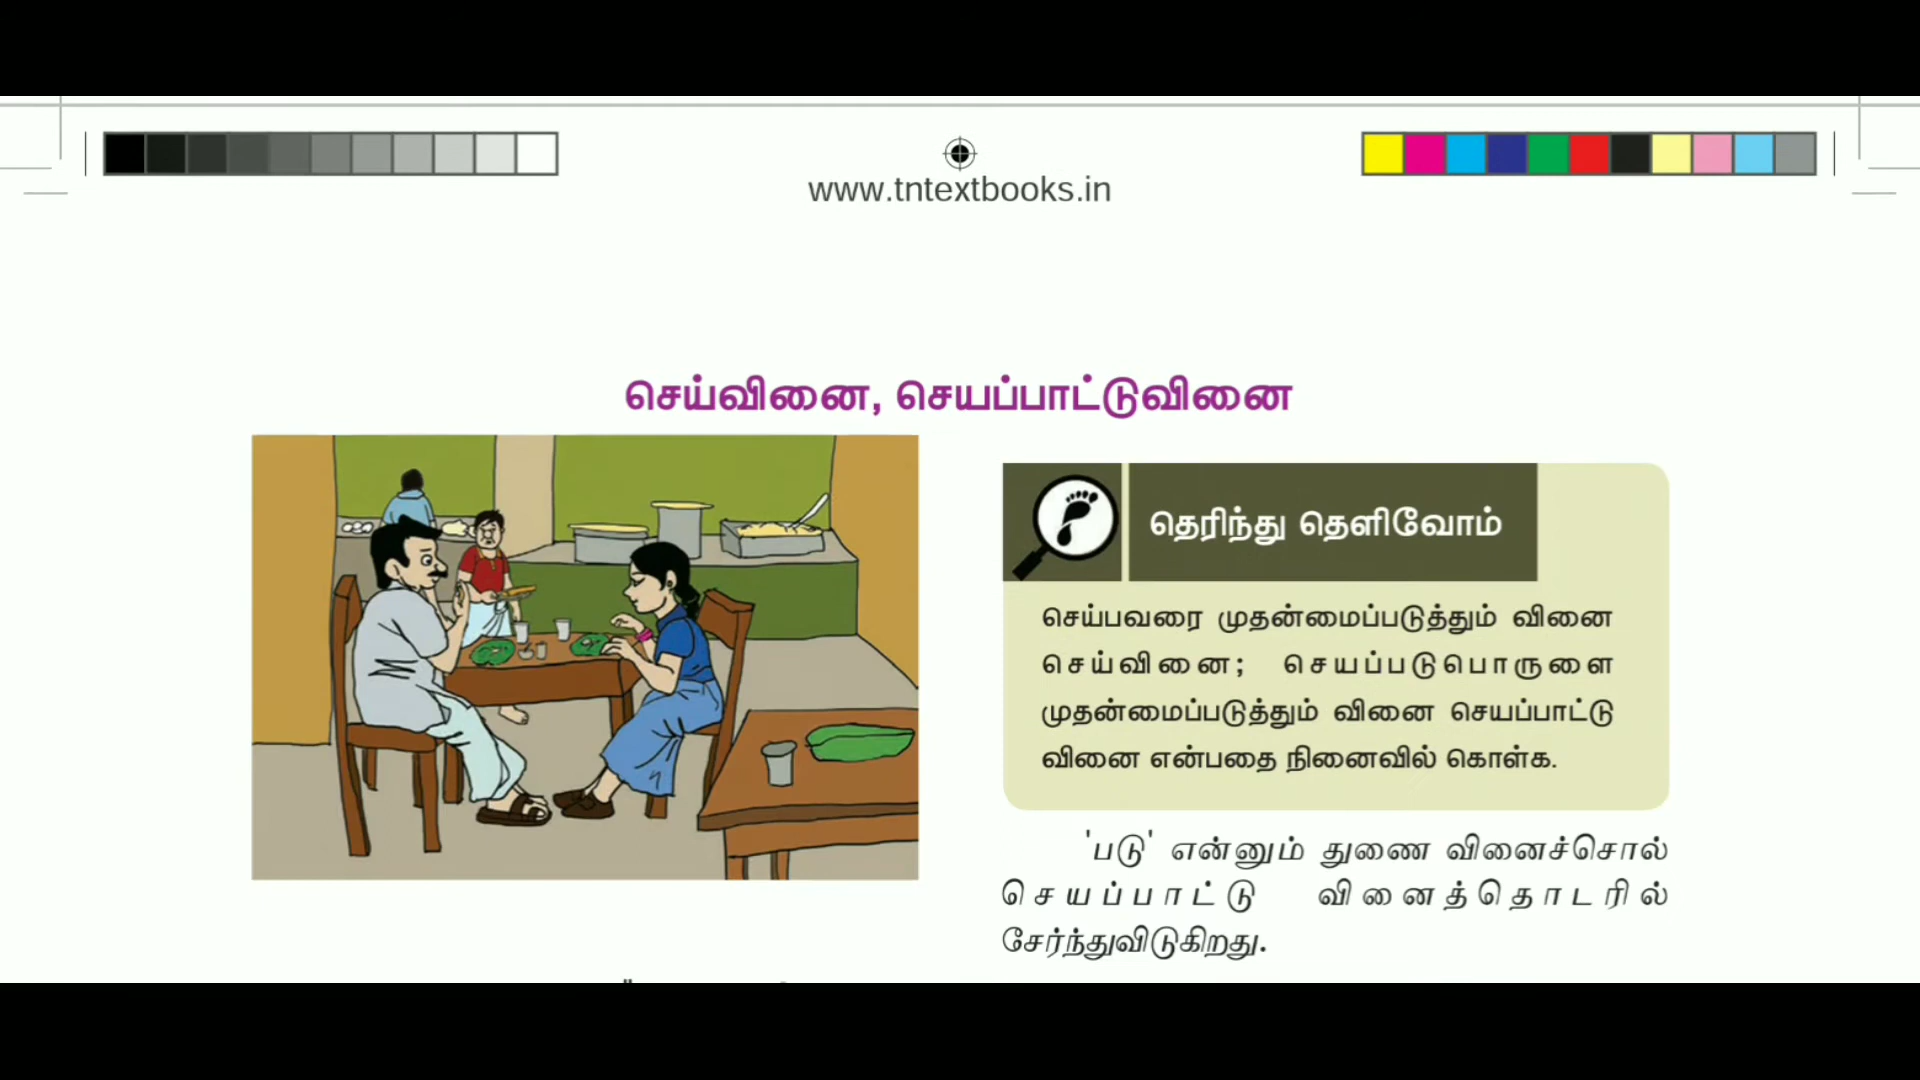 www.tntextbooks.in
செய்வினை, செயப்பாட்டுவினை
தெரிந்து தெளிவோம்
செய்பவரை முதன்மைப்படுத்தும் வினை
செய்வினை; செயப்படுபொருளை
முதன்மைப்படுத்தும் வினை செயப்பாட்டு
வினை என்பதை நினைவில் கொள்க.
'படு' என்னும் துணை வினைச்சொல்
செயப்பாட்டு வினைத்தொடரில்
சேர்ந்துவிடுகிறது.